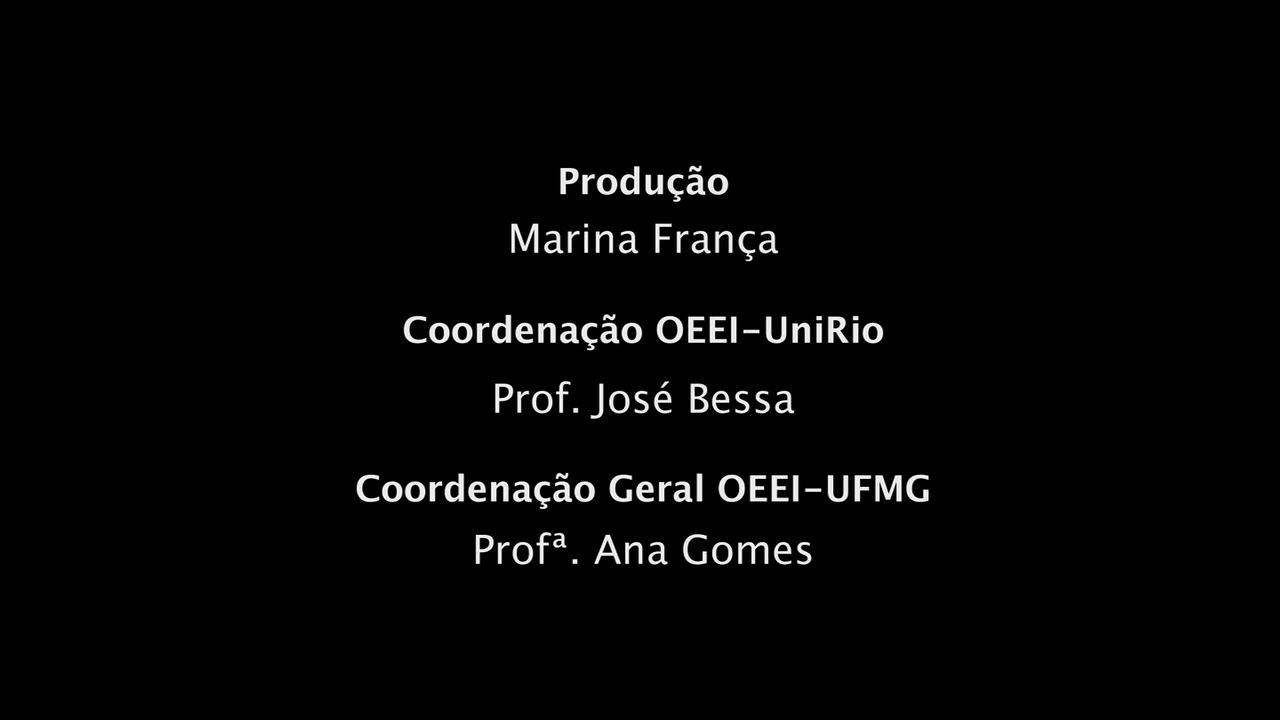 Produção
Marina França
Coordenação OEEI-UniRio
Prof. José Bessa
Coordenação Geral OEEI-UFMG
Profª. Ana Gomes